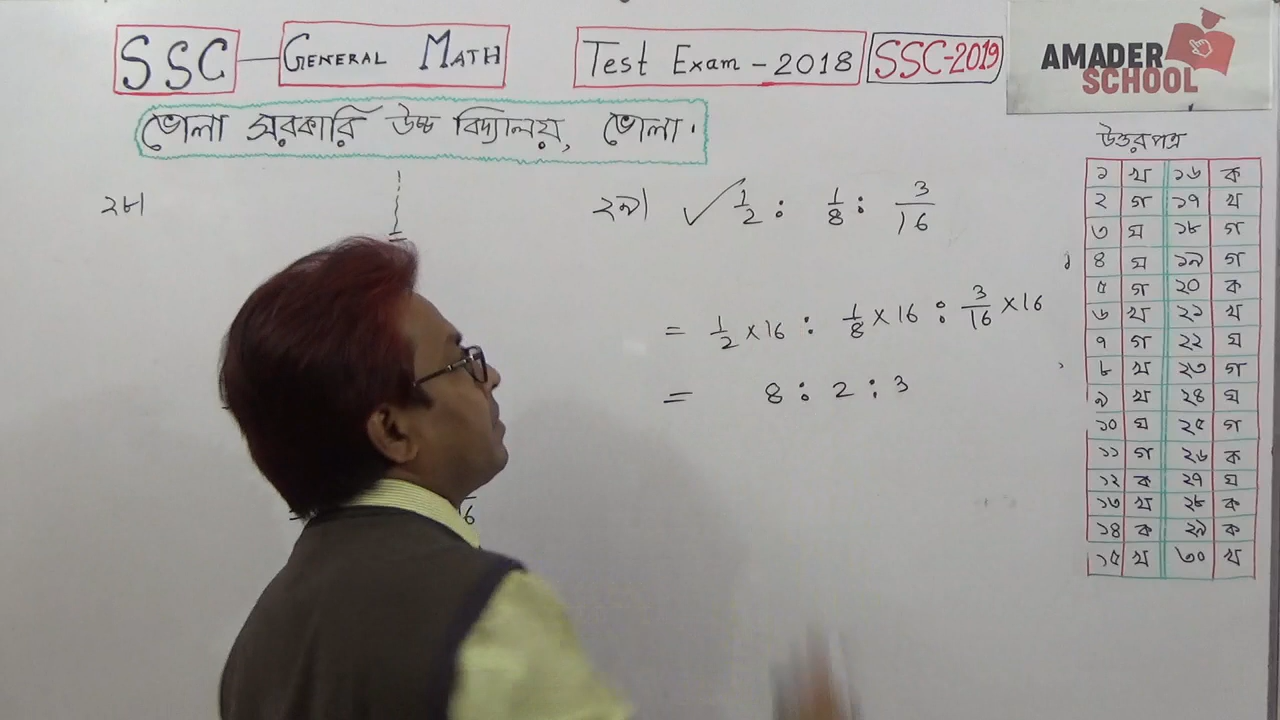 SSC GENERAL MATH Test Exam - 2018 SSC-2019
AMADER
SCHOOL
ভোলা সরকারি উচ্চ বিদ্যালয়, ভোলা.
উত্তরপত্র
২৮)
২৯) ✓ 1/2 : 1/8 : 3/16
= 1/2 × 16 : 1/8 × 16 : 3/16 × 16
= 8 : 2 : 3
১ খ ১৬ ক
২ গ ১৭ খ
৩ ঘ ১৮ গ
৪ ঘ ১৯ গ
৫ গ ২০ ক
৬ খ ২১ খ
৭ গ ২২ ঘ
৮ খ ২৩ গ
৯ খ ২৪ ঘ
১০ ঘ ২৫ গ
১১ গ ২৬ ক
১২ ক ২৭ ঘ
১৩ খ ২৮ ক
১৪ ক ২৯ ক
১৫ খ ৩০ খ